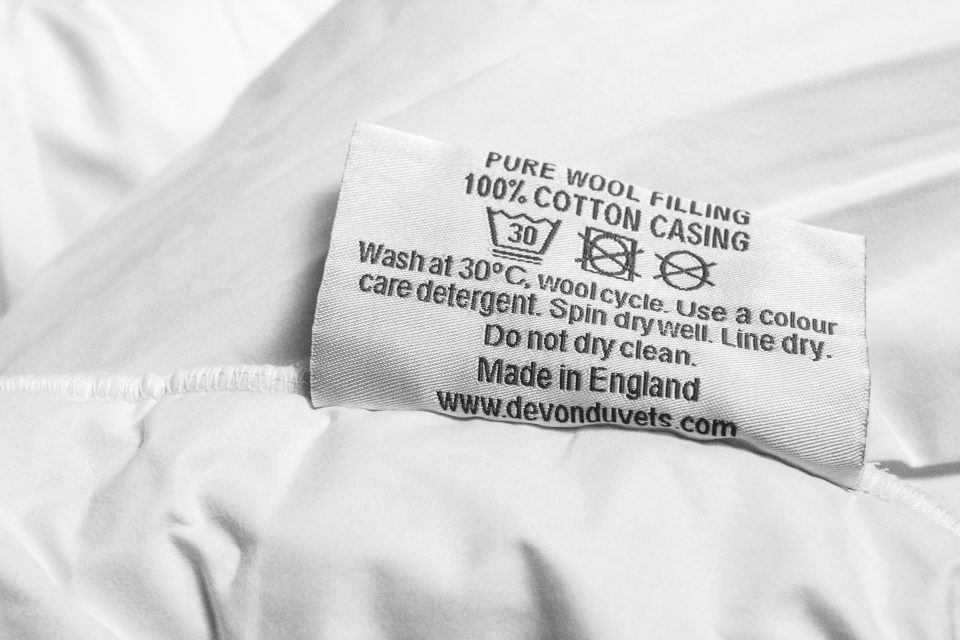 PURE WOOL FILLING
100% COTTON CASING
30
Wash at 30°C, wool cycle. Use a colour
care detergent. Spin dry well. Line dry.
Do not dry clean.
Made in England
www.devonduvets.com